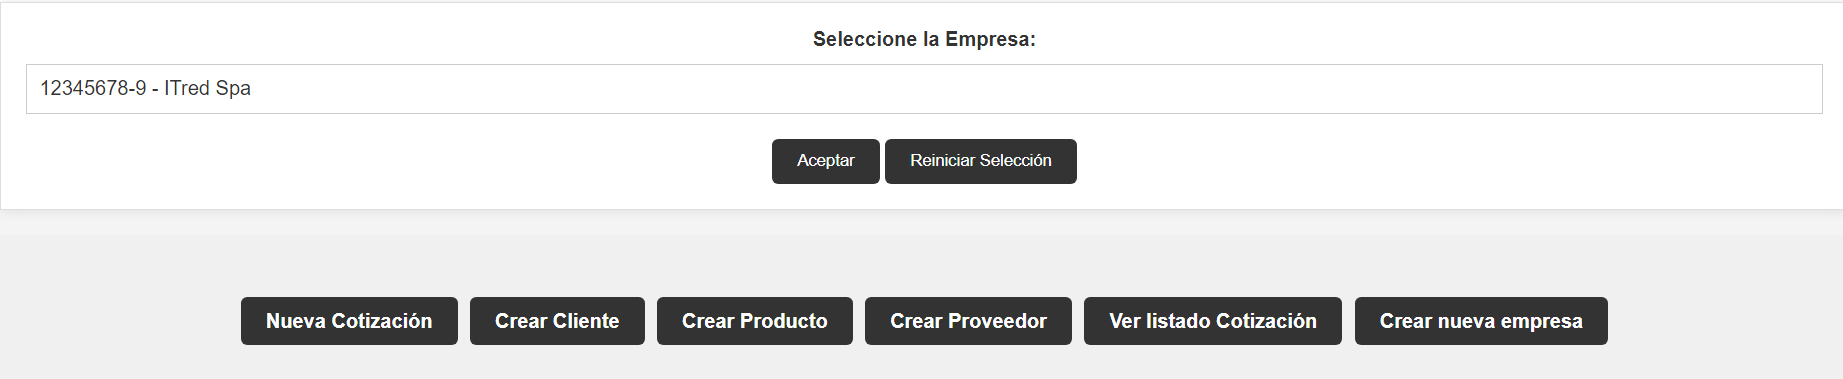 Seleccione la Empresa:
12345678-9 - ITred Spa
Aceptar Reiniciar Selección
Nueva Cotización Crear Cliente Crear Producto Crear Proveedor Ver listado Cotización Crear nueva empresa